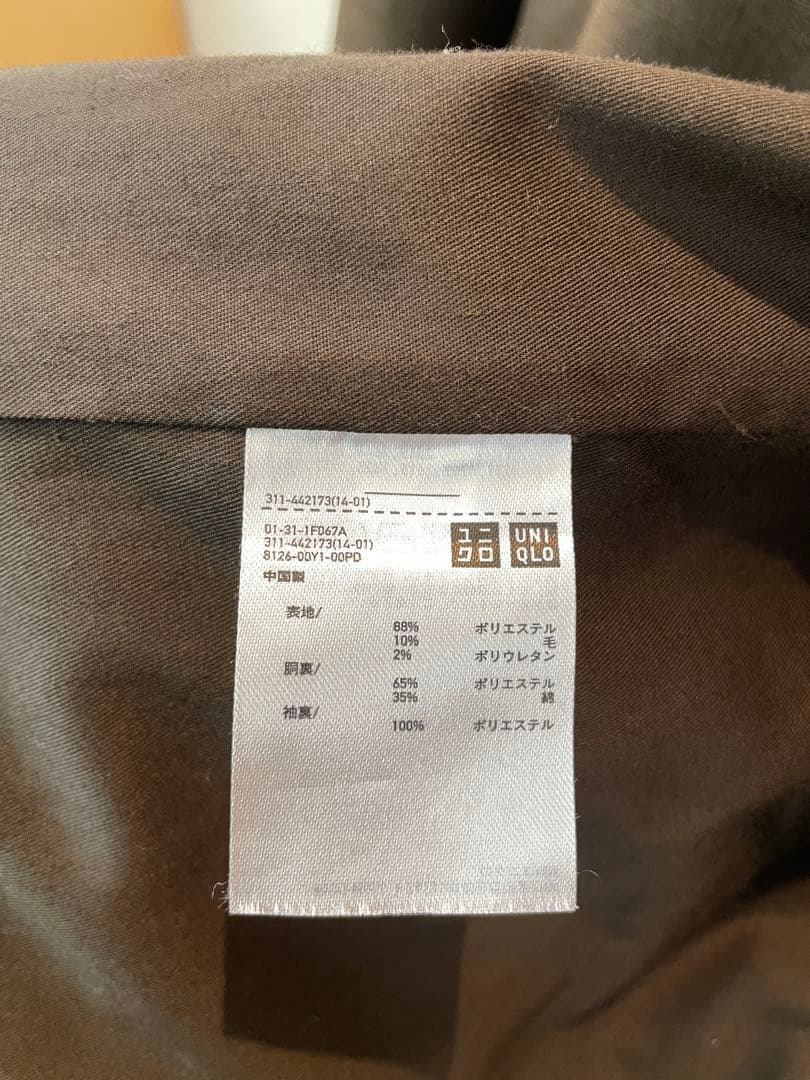 311-442173(14-01)
01-31-1F067A
311-442173(14-01)
8126-00Y1-00PD
ユニクロ
UNIQLO
中国製
表地/
88% ポリエステル
10% 毛
2% ポリウレタン
胴裏/
65% ポリエステル
35% 綿
袖裏/
100% ポリエステル